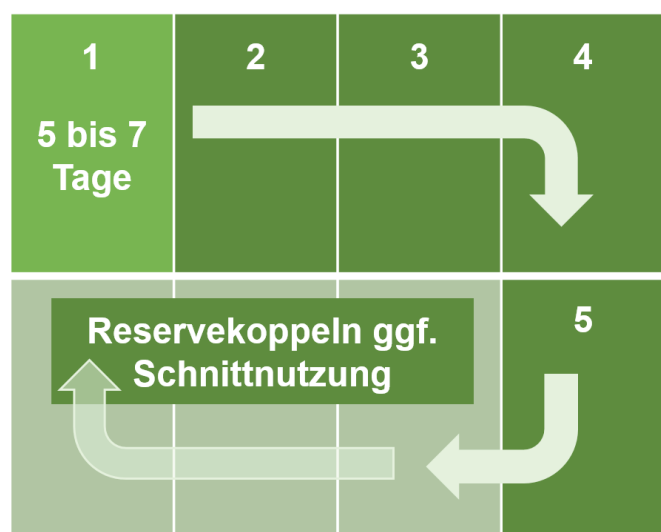 1
2
3
4
5 bis 7
Tage
Reservekoppeln ggf.
Schnittnutzung
5